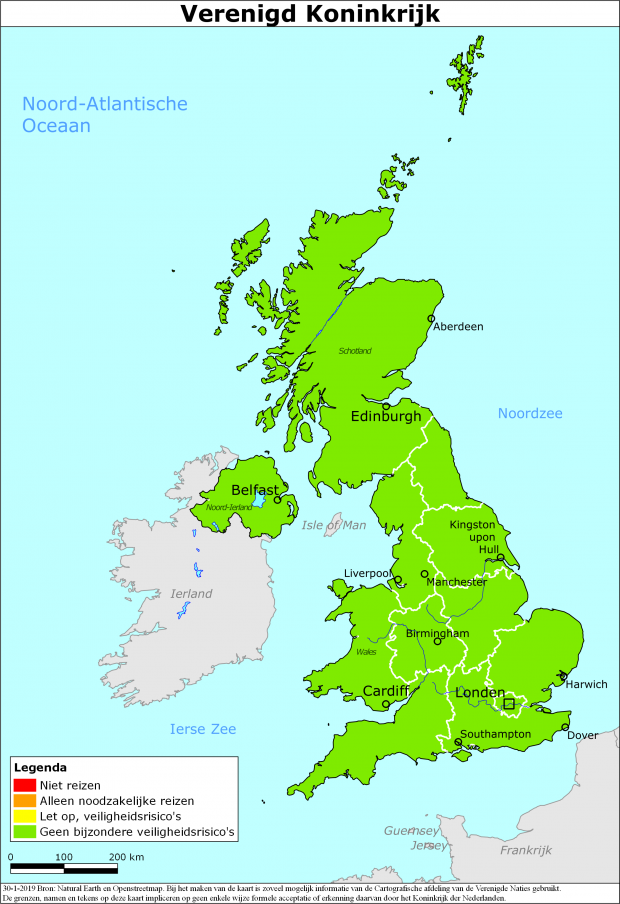 Verenigd Koninkrijk
Noord-Atlantische
Oceaan
Aberdeen
Schotland
Edinburgh
Noordzee
Belfast
Noord-Ierland
Isle of Man
Kingston
upon
Hull
Ierland
Liverpool
Manchester
Birmingham
Wales
Harwich
Cardiff
Londen
Ierse Zee
Southampton
Dover
Legenda
Niet reizen
Alleen noodzakelijke reizen
Let op, veiligheidsrisico's
Geen bijzondere veiligheidsrisico's
Guernsey
Jersey
Frankrijk
0 100 200 km
30-1-2019 Bron: Natural Earth en Openstreetmap. Bij het maken van de kaart is zoveel mogelijk informatie van de Cartografische afdeling van de Verenigde Naties gebruikt.
De grenzen, namen en tekens op deze kaart impliceren op geen enkele wijze formele acceptatie of erkenning daarvan door het Koninkrijk der Nederlanden.